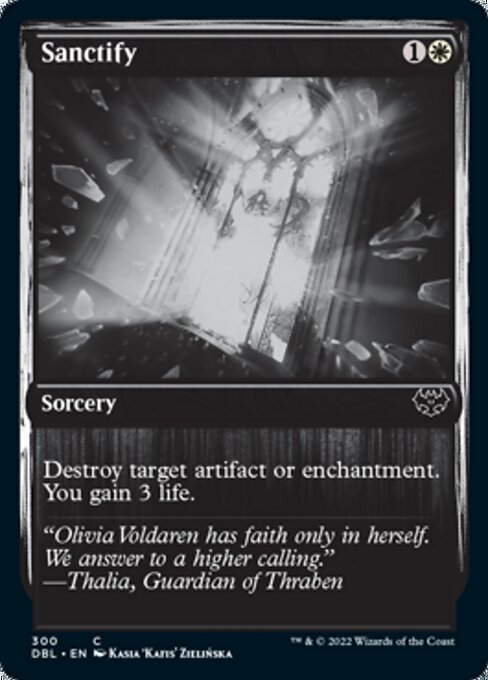 Sanctify 1
Sorcery
Destroy target artifact or enchantment.
You gain 3 life.
“Olivia Voldaren has faith only in herself.
We answer to a higher calling.”
—Thalia, Guardian of Thraben
300 C
DBL • EN Kasia ‘Kafis’ Zielińska
™ & © 2022 Wizards of the Coast